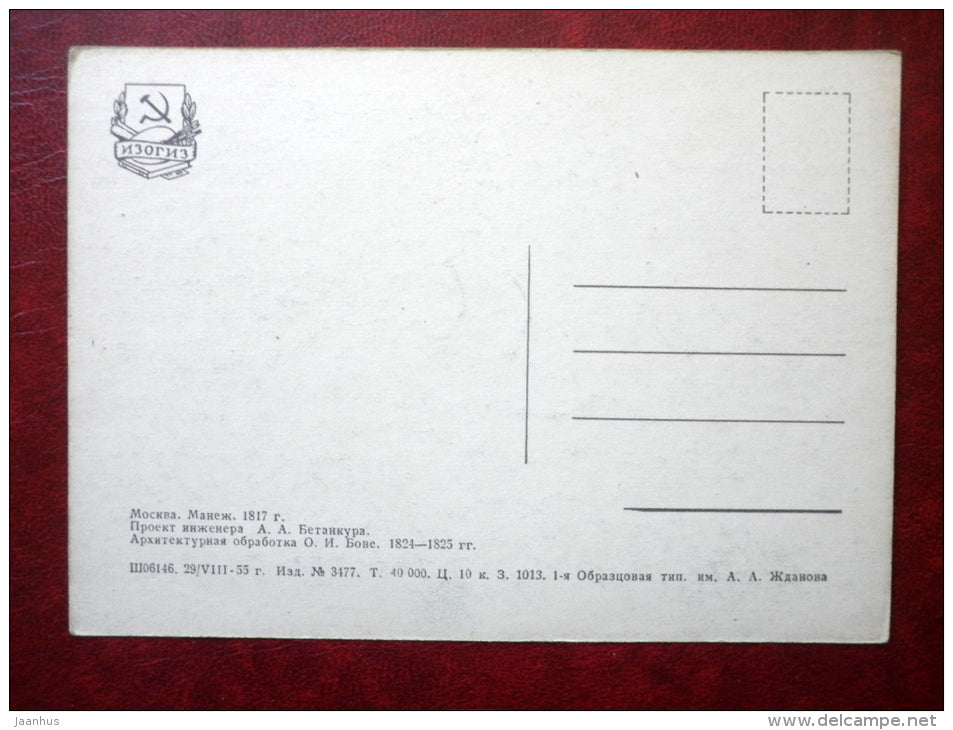 ИЗОГИЗ
Москва. Манеж. 1817 г.
Проект инженера А. А. Бетанкура.
Архитектурная обработка О. И. Бове. 1824—1825 гг.
Ш06146. 29/VIII-55 г. Изд. № 3477. Т. 40 000. Ц. 10 к. З. 1013. 1-я Образцовая тип. им. А. А. Жданова
jaanhus
www.delcampe.net